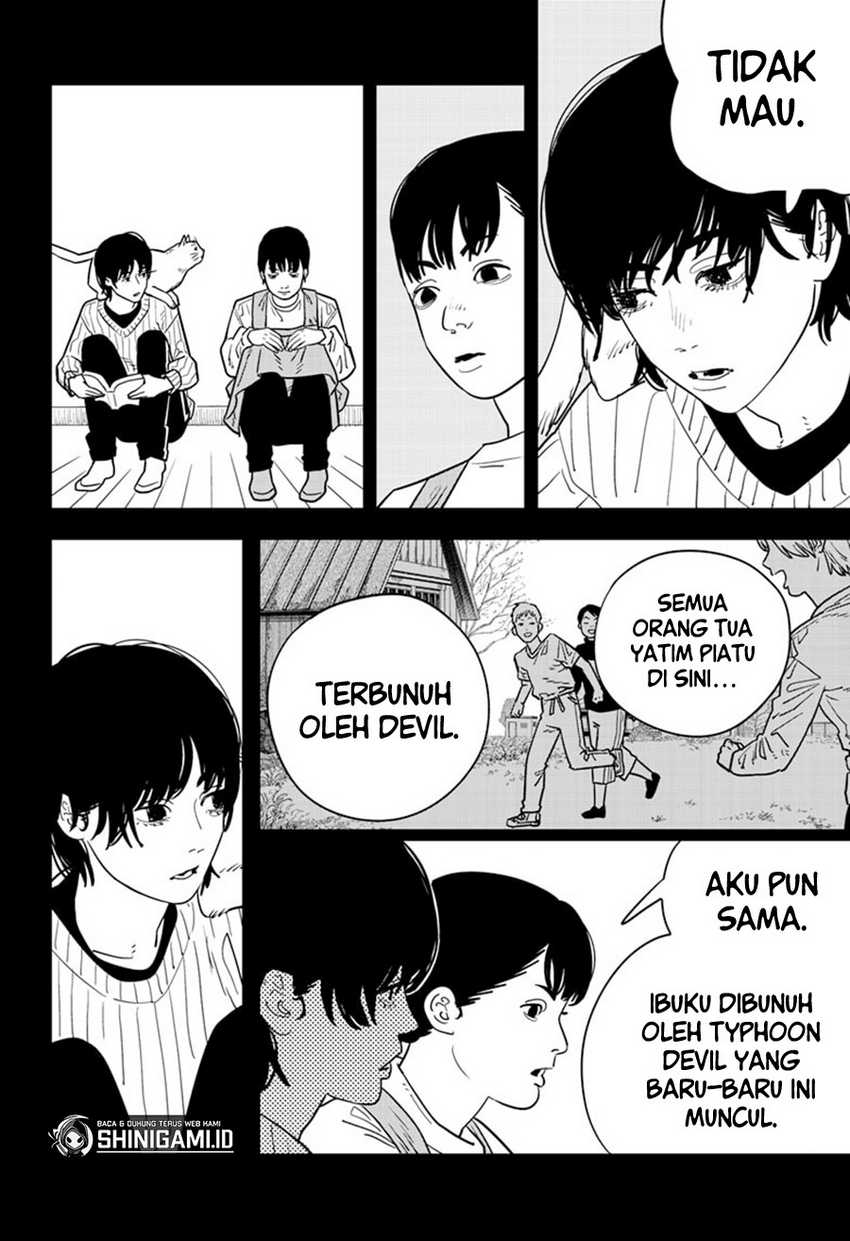 TIDAK
MAU.
SEMUA
ORANG TUA
YATIM PIATU
DI SINI...
TERBUNUH
OLEH DEVIL.
AKU PUN
SAMA.
IBUKU DIBUNUH
OLEH TYPHOON
DEVIL YANG
BARU-BARU INI
MUNCUL.
BACA & DUKUNG TERUS WEB KAMI
SHINIGAMI.ID